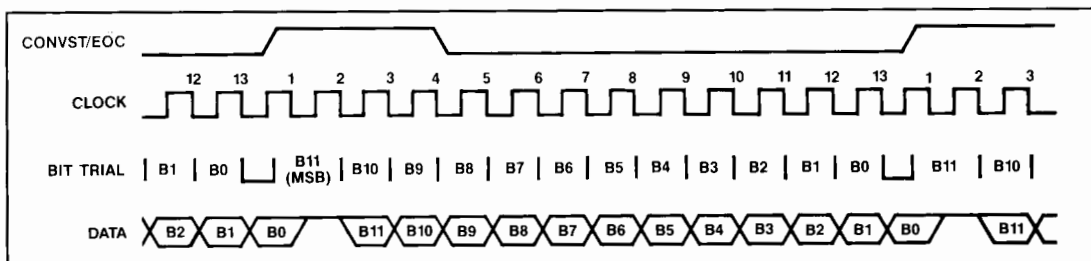 CONVST/EOC
12 13 1 2 3 4 5 6 7 8 9 10 11 12 13 1 2 3
CLOCK
BIT TRIAL B1 B0 B11 B10 B9 B8 B7 B6 B5 B4 B3 B2 B1 B0 B11 B10
(MSB)
DATA B2 B1 B0 B11 B10 B9 B8 B7 B6 B5 B4 B3 B2 B1 B0 B11